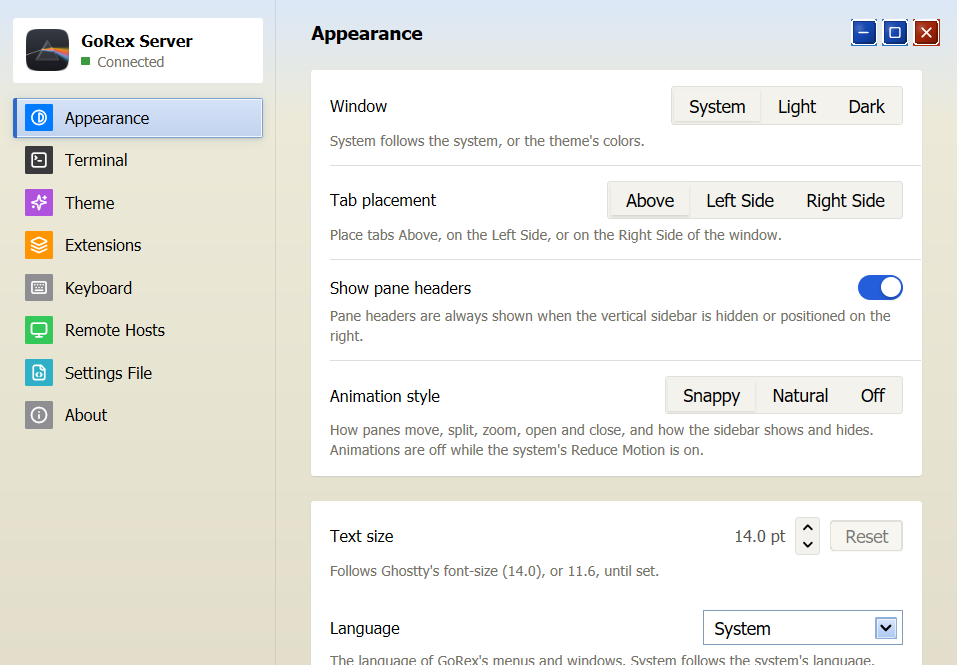 GoRex Server
Connected
Appearance
Terminal
Theme
Extensions
Keyboard
Remote Hosts
Settings File
About
Appearance
Window
System Light Dark
System follows the system, or the theme's colors.
Tab placement
Above Left Side Right Side
Place tabs Above, on the Left Side, or on the Right Side of the window.
Show pane headers
Pane headers are always shown when the vertical sidebar is hidden or positioned on the
right.
Animation style
Snappy Natural Off
How panes move, split, zoom, open and close, and how the sidebar shows and hides.
Animations are off while the system's Reduce Motion is on.
Text size
14.0 pt Reset
Follows Ghostty's font-size (14.0), or 11.6, until set.
Language
System
The language of GoRex's menus and windows. System follows the system's language.